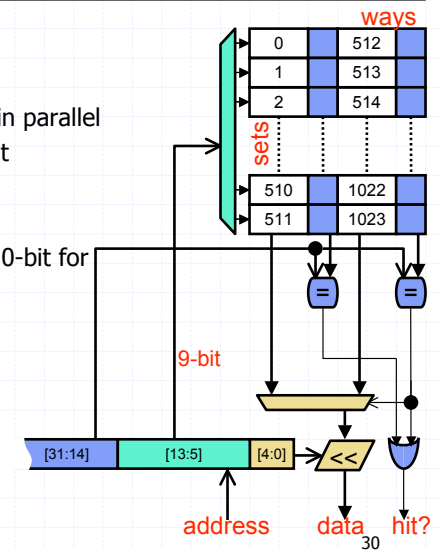 ways
0 512
1 513
2 514
in parallel
t
sets
510 1022
511 1023
0-bit for
= =
9-bit
[31:14] [13:5] [4:0] <<
address data hit?
30